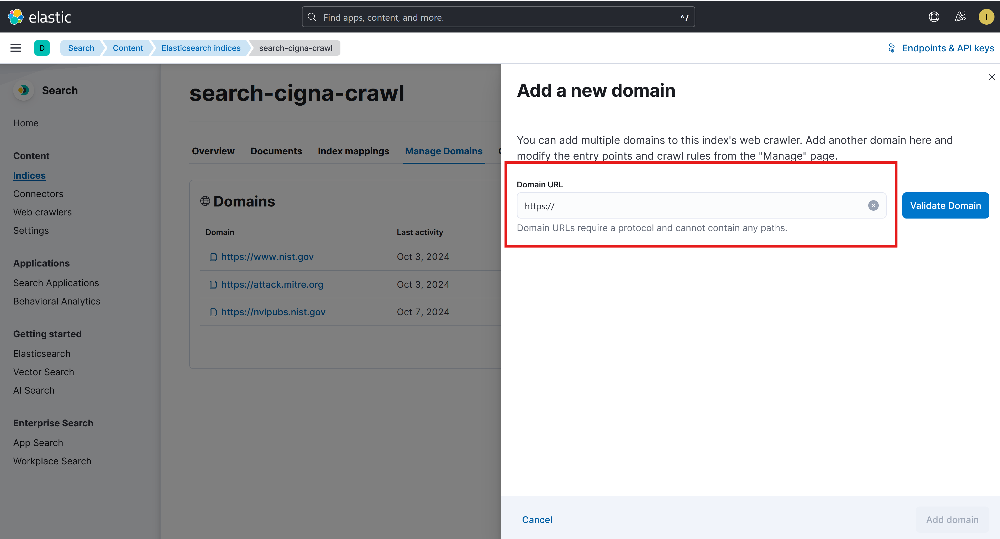 elastic
Find apps, content, and more.
^ /
I
D
Search
Content
Elasticsearch indices
search-cigna-crawl
Endpoints & API keys
Search
Home
Content
Indices
Connectors
Web crawlers
Settings
Applications
Search Applications
Behavioral Analytics
Getting started
Elasticsearch
Vector Search
AI Search
Enterprise Search
App Search
Workplace Search
search-cigna-crawl
Overview
Documents
Index mappings
Manage Domains
Domains
Domain
Last activity
https://www.nist.gov
Oct 3, 2024
https://attack.mitre.org
Oct 3, 2024
https://nvlpubs.nist.gov
Oct 7, 2024
Add a new domain
You can add multiple domains to this index's web crawler. Add another domain here and
modify the entry points and crawl rules from the "Manage" page.
Domain URL
https://
Validate Domain
Domain URLs require a protocol and cannot contain any paths.
Cancel
Add domain